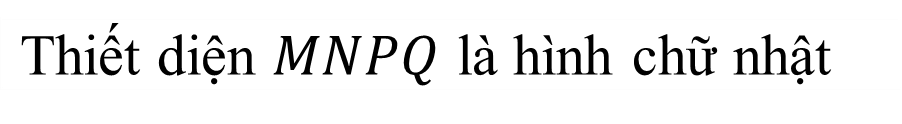 Thiết diện 𝑀𝑁𝑃𝑄 là hình chữ nhật